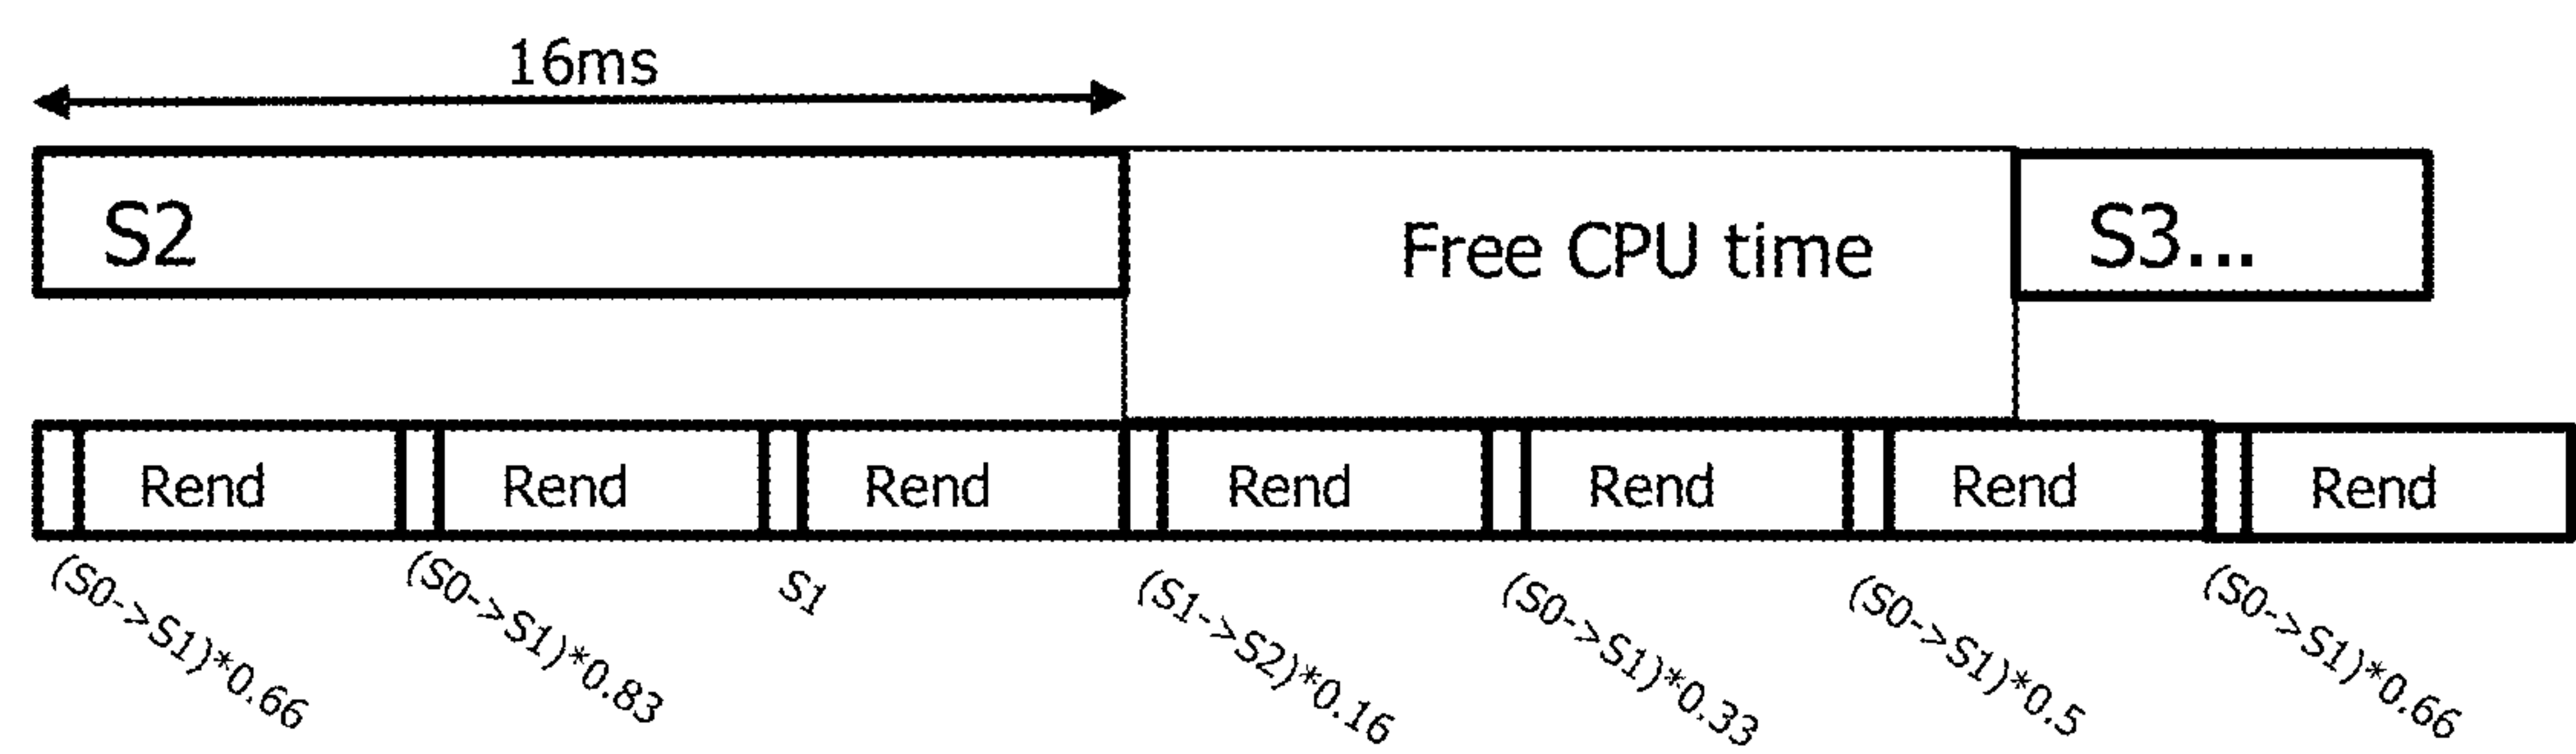 16ms
S2
Free CPU time
S3...
Rend
Rend
Rend
Rend
Rend
Rend
Rend
(S0->S1)*0.66
(S0->S1)*0.83
S1
(S1->S2)*0.16
(S0->S1)*0.33
(S0->S1)*0.5
(S0->S1)*0.66